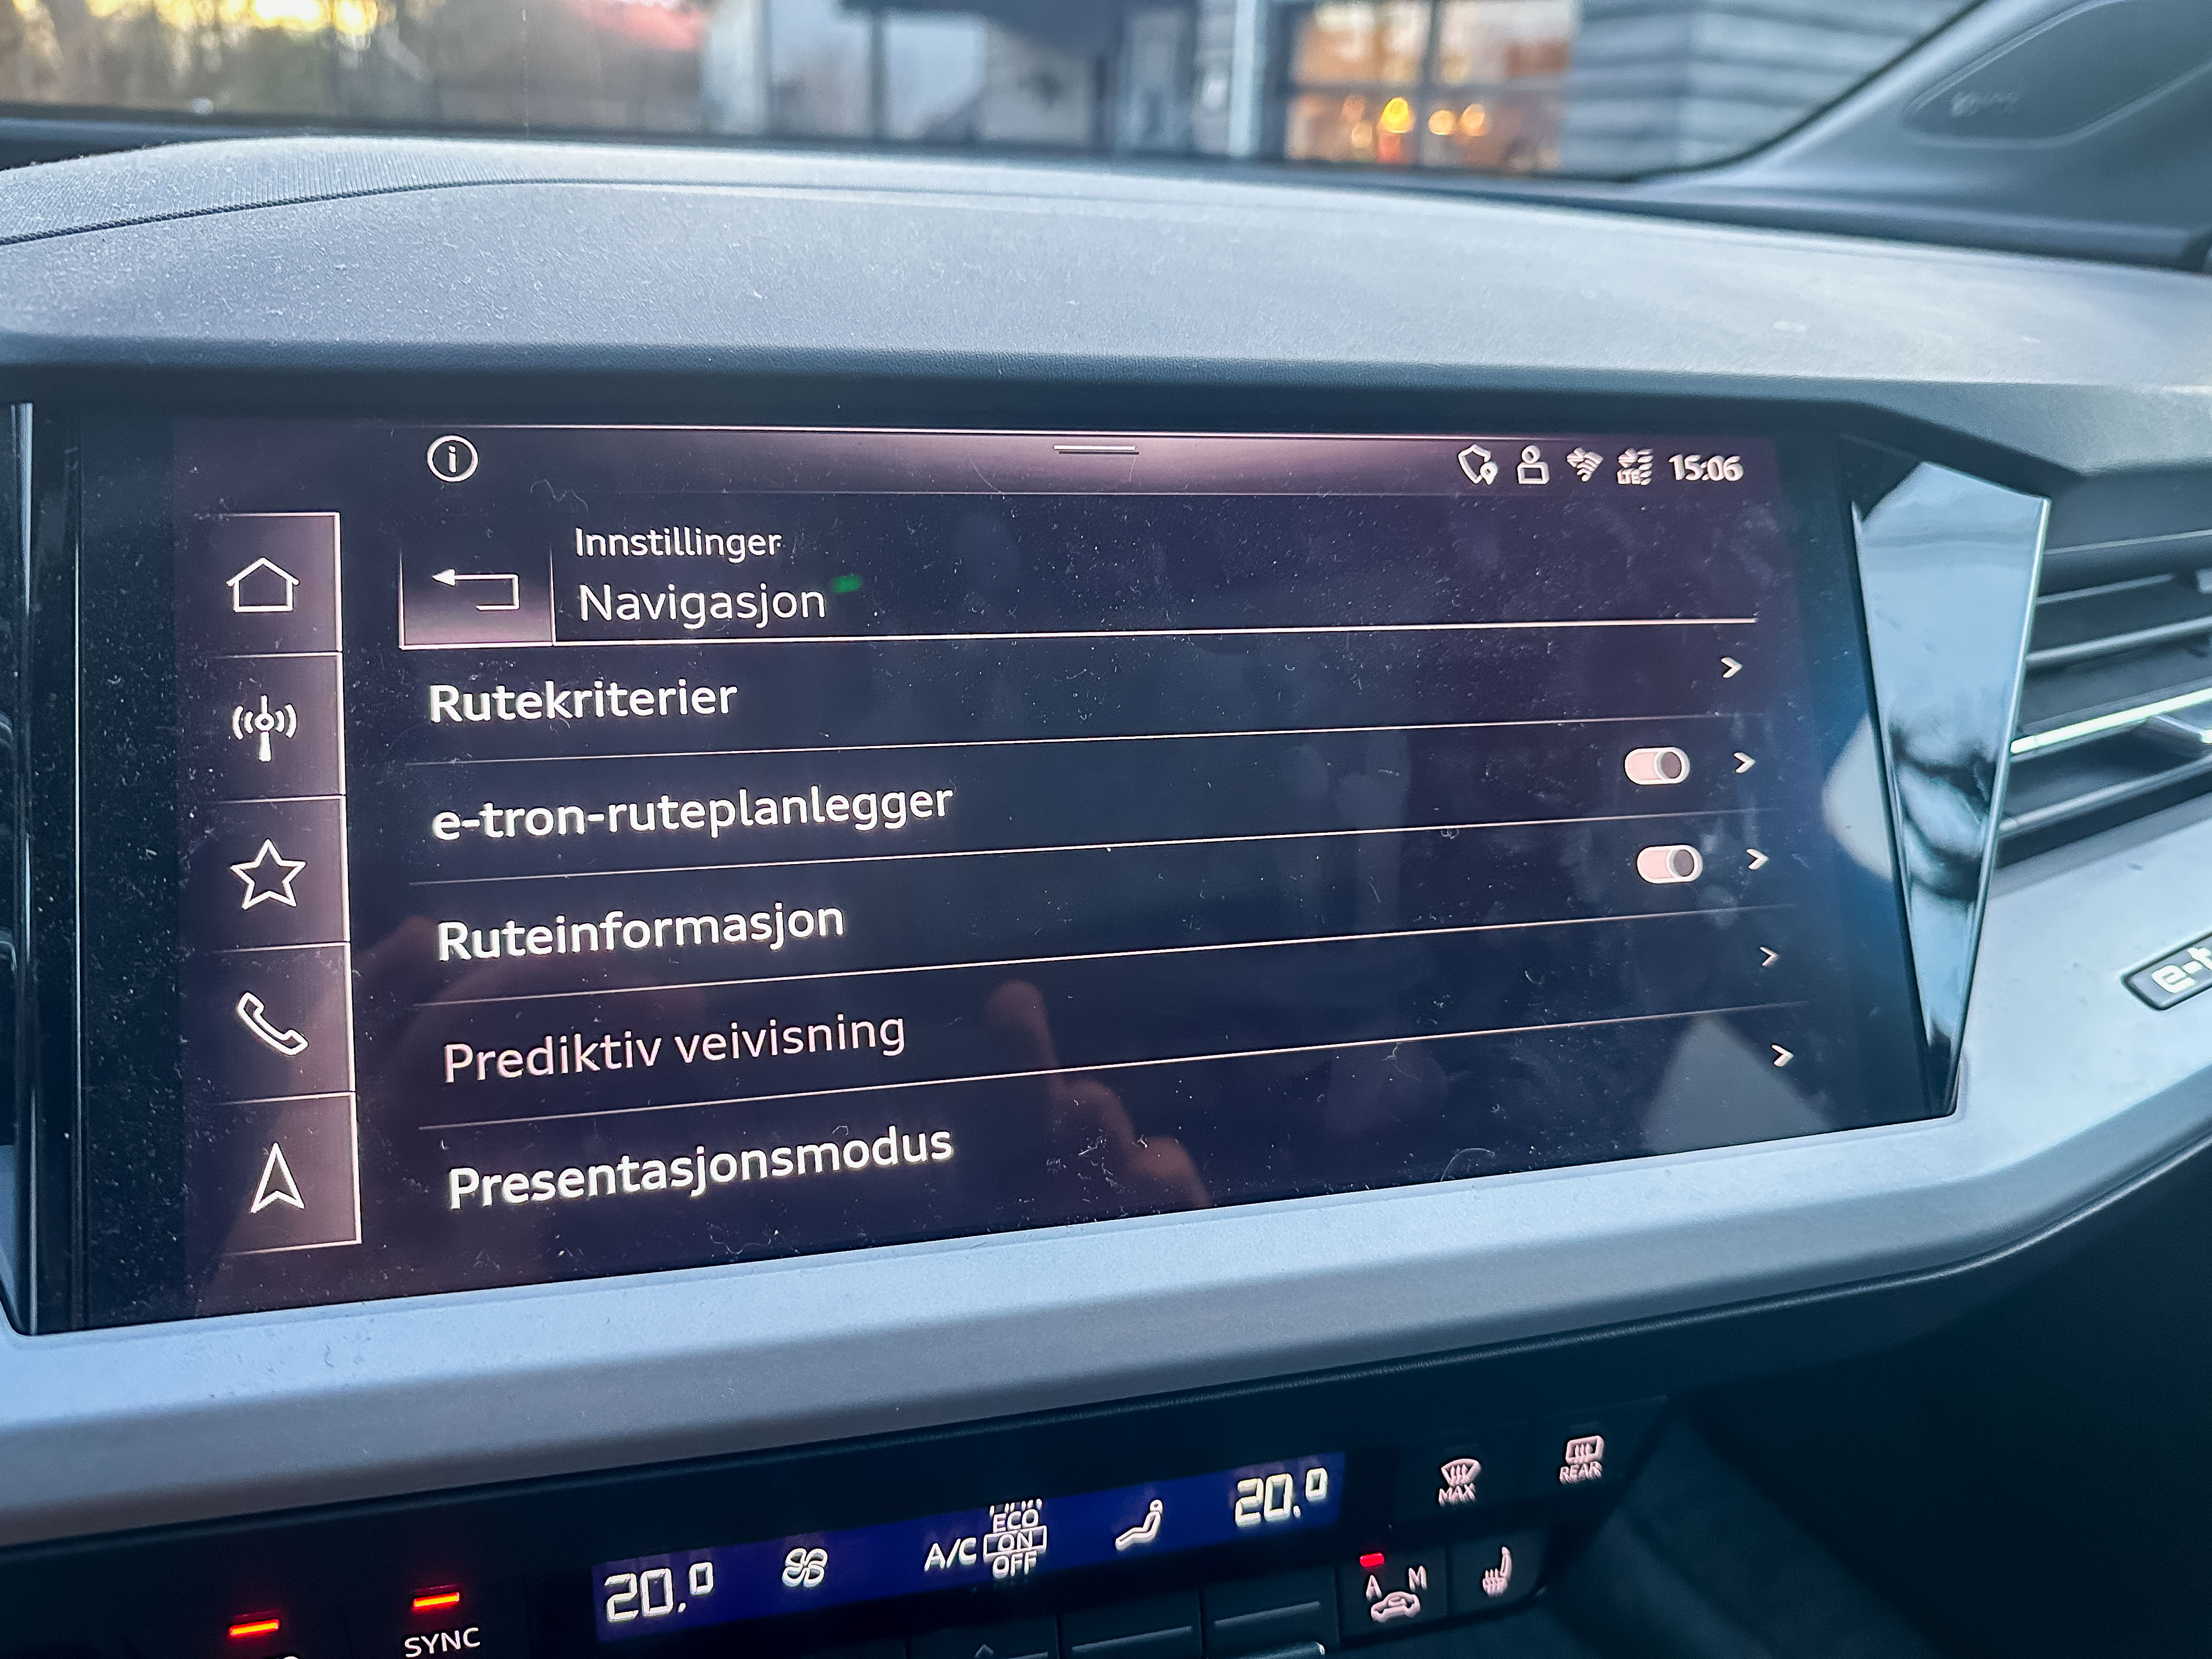 15:06
Innstillinger
Navigasjon
Rutekriterier
e-tron-ruteplanlegger
Ruteinformasjon
Prediktiv veivisning
Presentasjonsmodus
MAX
REAR
20.0
A/C
ECO
ON
OFF
20.0
A M
SYNC